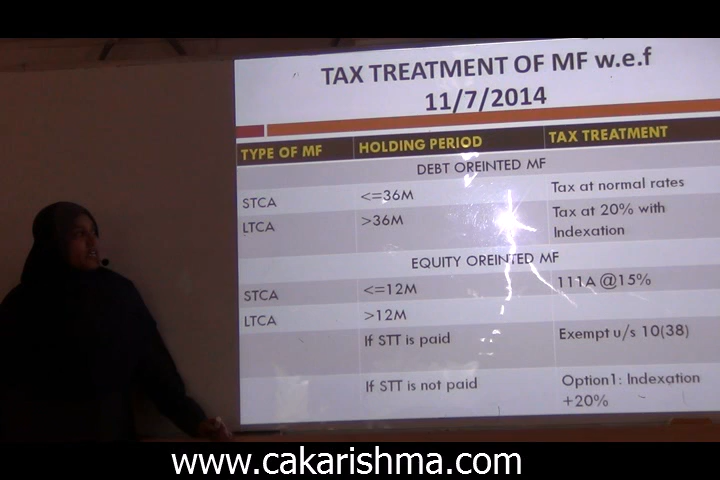 TAX TREATMENT OF MF w.e.f
11/7/2014
TYPE OF MF HOLDING PERIOD TAX TREATMENT
DEBT OREINTED MF
STCA <=36M Tax at normal rates
LTCA >36M Tax at 20% with
Indexation
EQUITY OREINTED MF
STCA <=12M 111A @15%
LTCA >12M
If STT is paid Exempt u/s 10(38)
If STT is not paid Option1: Indexation
+20%
www.cakarishma.com